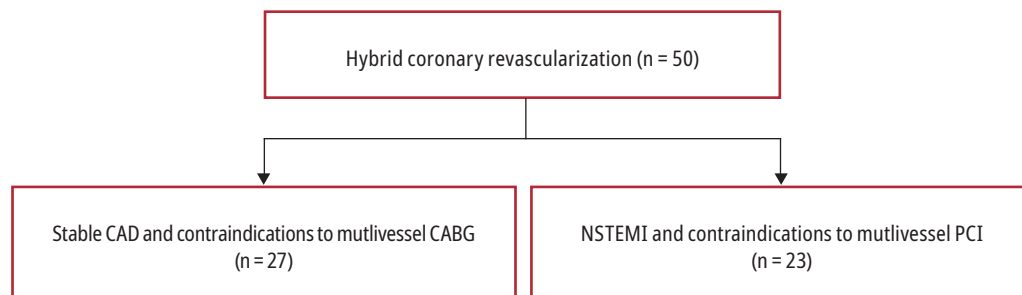 Hybrid coronary revascularization (n = 50)
Stable CAD and contraindications to mutlivessel CABG
(n = 27)
NSTEMI and contraindications to mutlivessel PCI
(n = 23)